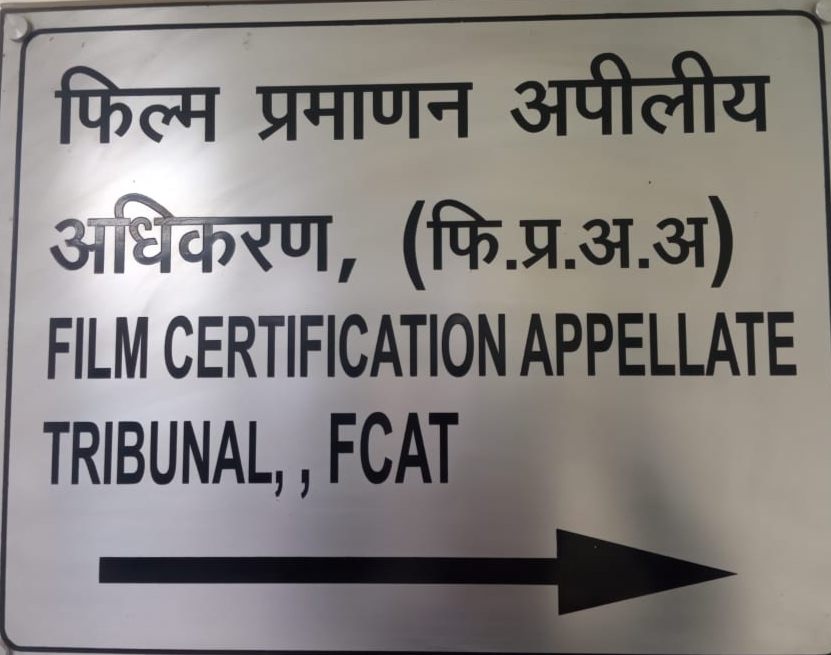 फिल्म प्रमाणन अपीलीय
अधिकरण, (फि.प्र.अ.अ)
FILM CERTIFICATION APPELLATE
TRIBUNAL, , FCAT